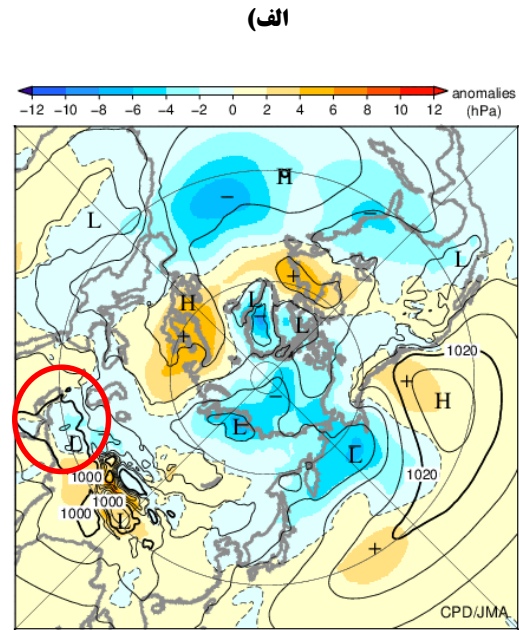 الف)
−12 −10 −8 −6 −4 −2 0 2 4 6 8 10 12 anomalies
(hPa)
H
−
−
L
L
+
H
L
−
L
+
1020
+
H
−
L
L
L
1020
1000
1000
1000
L
+
CPD/JMA